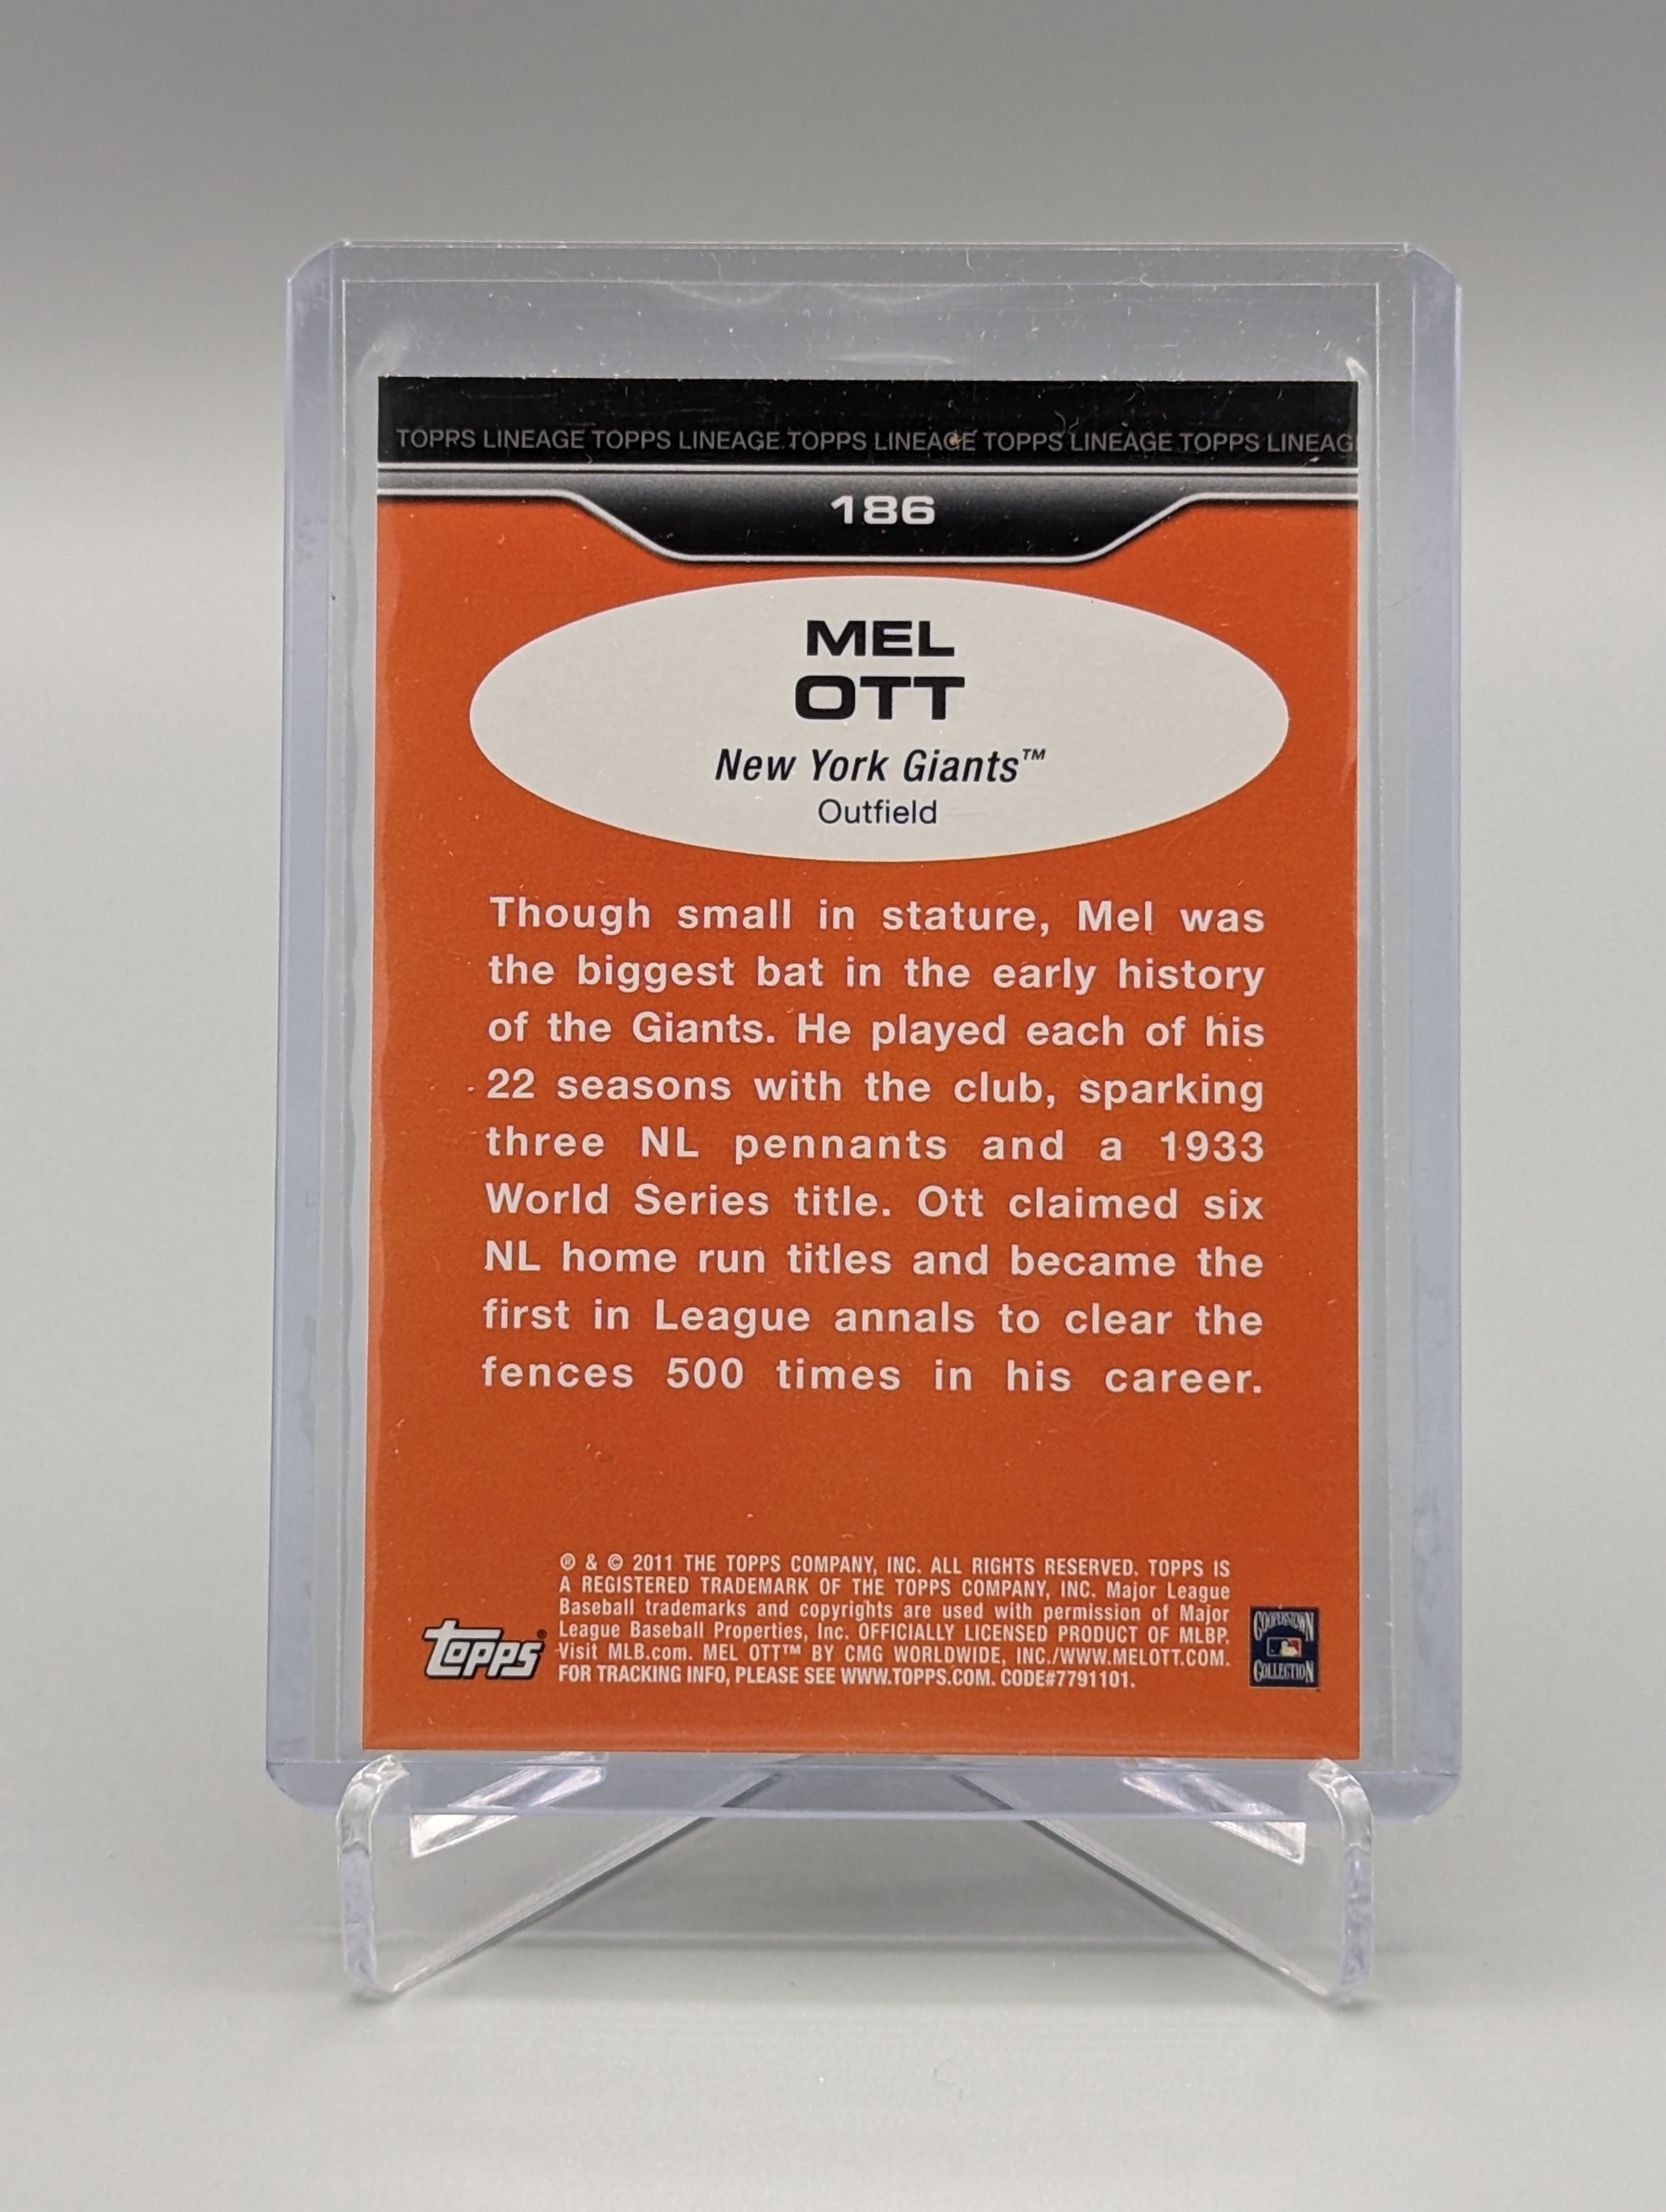 TOPPS LINEAGE TOPPS LINEAGE TOPPS LINEAGE TOPPS LINEAGE TOPPS LINEAG
186
MEL
OTT
New York Giants™
Outfield
Though small in stature, Mel was
the biggest bat in the early history
of the Giants. He played each of his
22 seasons with the club, sparking
three NL pennants and a 1933
World Series title. Ott claimed six
NL home run titles and became the
first in League annals to clear the
fences 500 times in his career.
® & © 2011 THE TOPPS COMPANY, INC. ALL RIGHTS RESERVED. TOPPS IS
A REGISTERED TRADEMARK OF THE TOPPS COMPANY, INC. Major League
Baseball trademarks and copyrights are used with permission of Major
League Baseball Properties, Inc. OFFICIALLY LICENSED PRODUCT OF MLBP.
Visit MLB.com. MEL OTT™ BY CMG WORLDWIDE, INC./WWW.MELOTT.COM.
FOR TRACKING INFO, PLEASE SEE WWW.TOPPS.COM. CODE#7791101.
topps®
COOPERSTOWN
COLLECTION